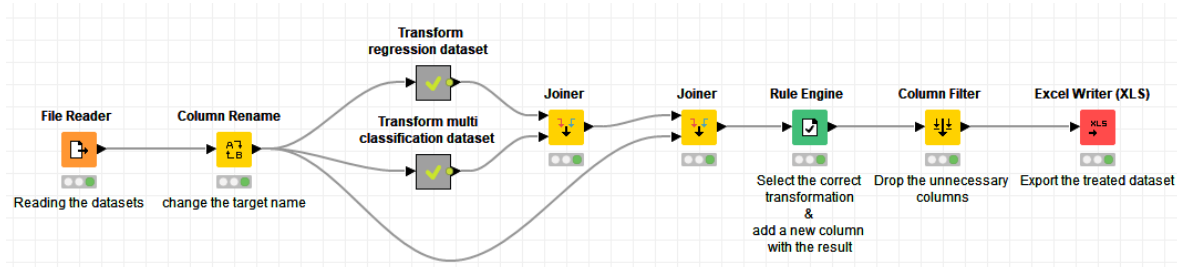 Transform
regression dataset
File Reader
Column Rename
Transform multi
classification dataset
Joiner
Joiner
Rule Engine
Column Filter
Excel Writer (XLS)
A
B
XLS
Reading the datasets
change the target name
Select the correct
transformation
&
add a new column
with the result
Drop the unnecessary
columns
Export the treated dataset